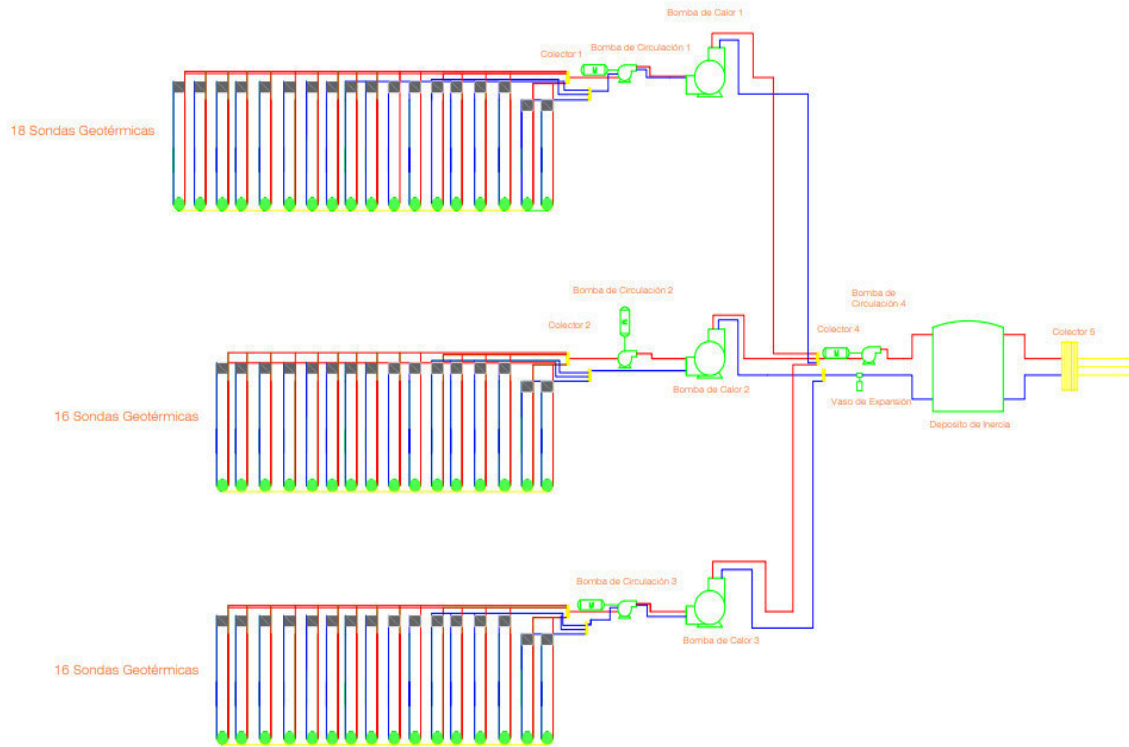 Bomba de Calor 1
Bomba de Circulación 1
Colector 1
M
18 Sondas Geotérmicas
Bomba de Circulación 2
Colector 2
Bomba de Calor 2
16 Sondas Geotérmicas
Bomba de
Circulación 4
Colector 4
Colector 5
Vaso de Expansión
Deposito de Inercia
Bomba de Circulación 3
M
Bomba de Calor 3
16 Sondas Geotérmicas